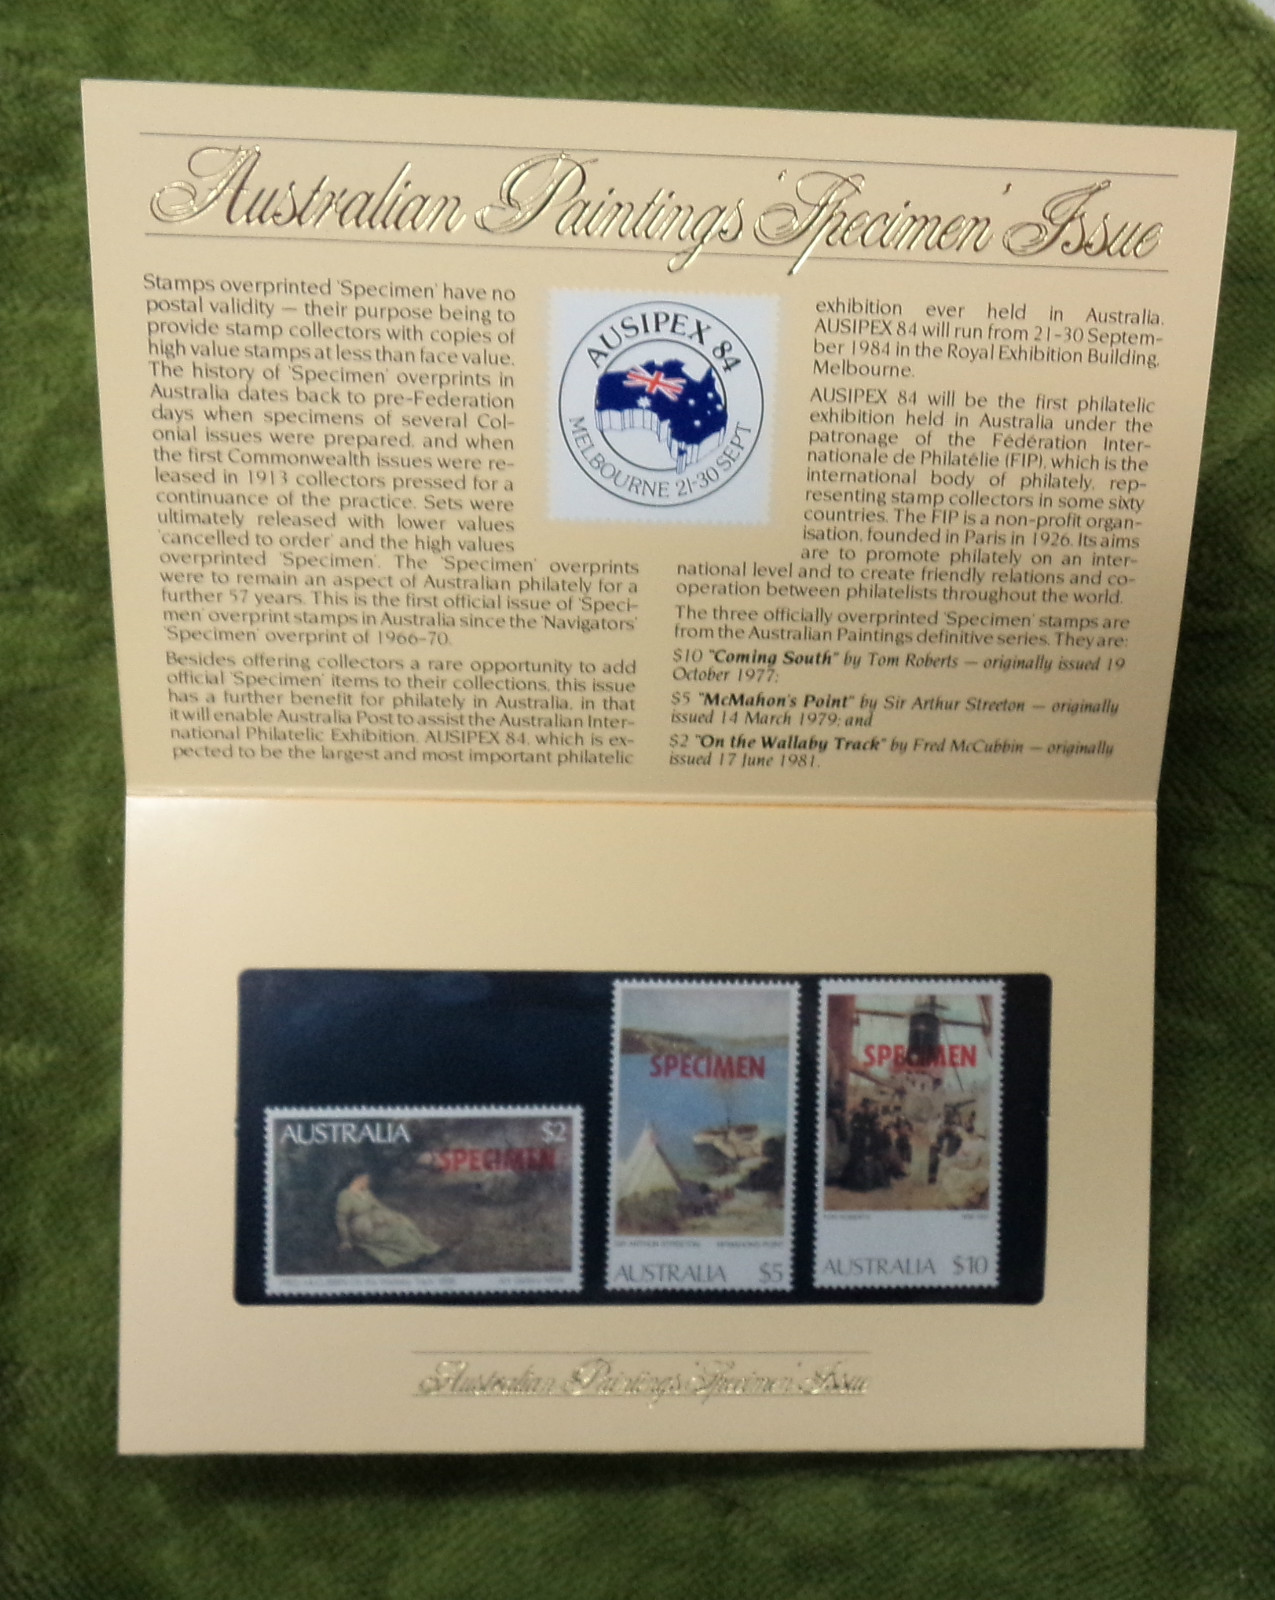 Australian Paintings 'Specimen' Issue
Stamps overprinted 'Specimen' have no
postal validity — their purpose being to
provide stamp collectors with copies of
high value stamps at less than face value.
The history of 'Specimen' overprints in
Australia dates back to pre-Federation
days when specimens of several Col-
onial issues were prepared, and when
the first Commonwealth issues were re-
leased in 1913 collectors pressed for a
continuance of the practice. Sets were
ultimately released with lower values
'cancelled to order' and the high values
overprinted 'Specimen'. The 'Specimen' overprints
were to remain an aspect of Australian philately for a
further 57 years. This is the first official issue of 'Speci-
men' overprint stamps in Australia since the 'Navigators'
'Specimen' overprint of 1966-70.
Besides offering collectors a rare opportunity to add
official 'Specimen' items to their collections, this issue
has a further benefit for philately in Australia, in that
it will enable Australia Post to assist the Australian Inter-
national Philatelic Exhibition, AUSIPEX 84, which is ex-
pected to be the largest and most important philatelic
AUSIPEX 84
MELBOURNE 21-30 SEPT
exhibition ever held in Australia.
AUSIPEX 84 will run from 21-30 Septem-
ber 1984 in the Royal Exhibition Building,
Melbourne.
AUSIPEX 84 will be the first philatelic
exhibition held in Australia under the
patronage of the Fédération Inter-
nationale de Philatélie (FIP), which is the
international body of philately, rep-
resenting stamp collectors in some sixty
countries. The FIP is a non-profit organ-
isation, founded in Paris in 1926. Its aims
are to promote philately on an inter-
national level and to create friendly relations and co-
operation between philatelists throughout the world.
The three officially overprinted 'Specimen' stamps are
from the Australian Paintings definitive series. They are:
$10 "Coming South" by Tom Roberts — originally issued 19
October 1977;
$5 "McMahon's Point" by Sir Arthur Streeton — originally
issued 14 March 1979; and
$2 "On the Wallaby Track" by Fred McCubbin — originally
issued 17 June 1981.
AUSTRALIA $2
SPECIMEN
SPECIMEN
AUSTRALIA $5
SPECIMEN
TOM ROBERTS
AUSTRALIA $10
Australian Paintings 'Specimen' Issue